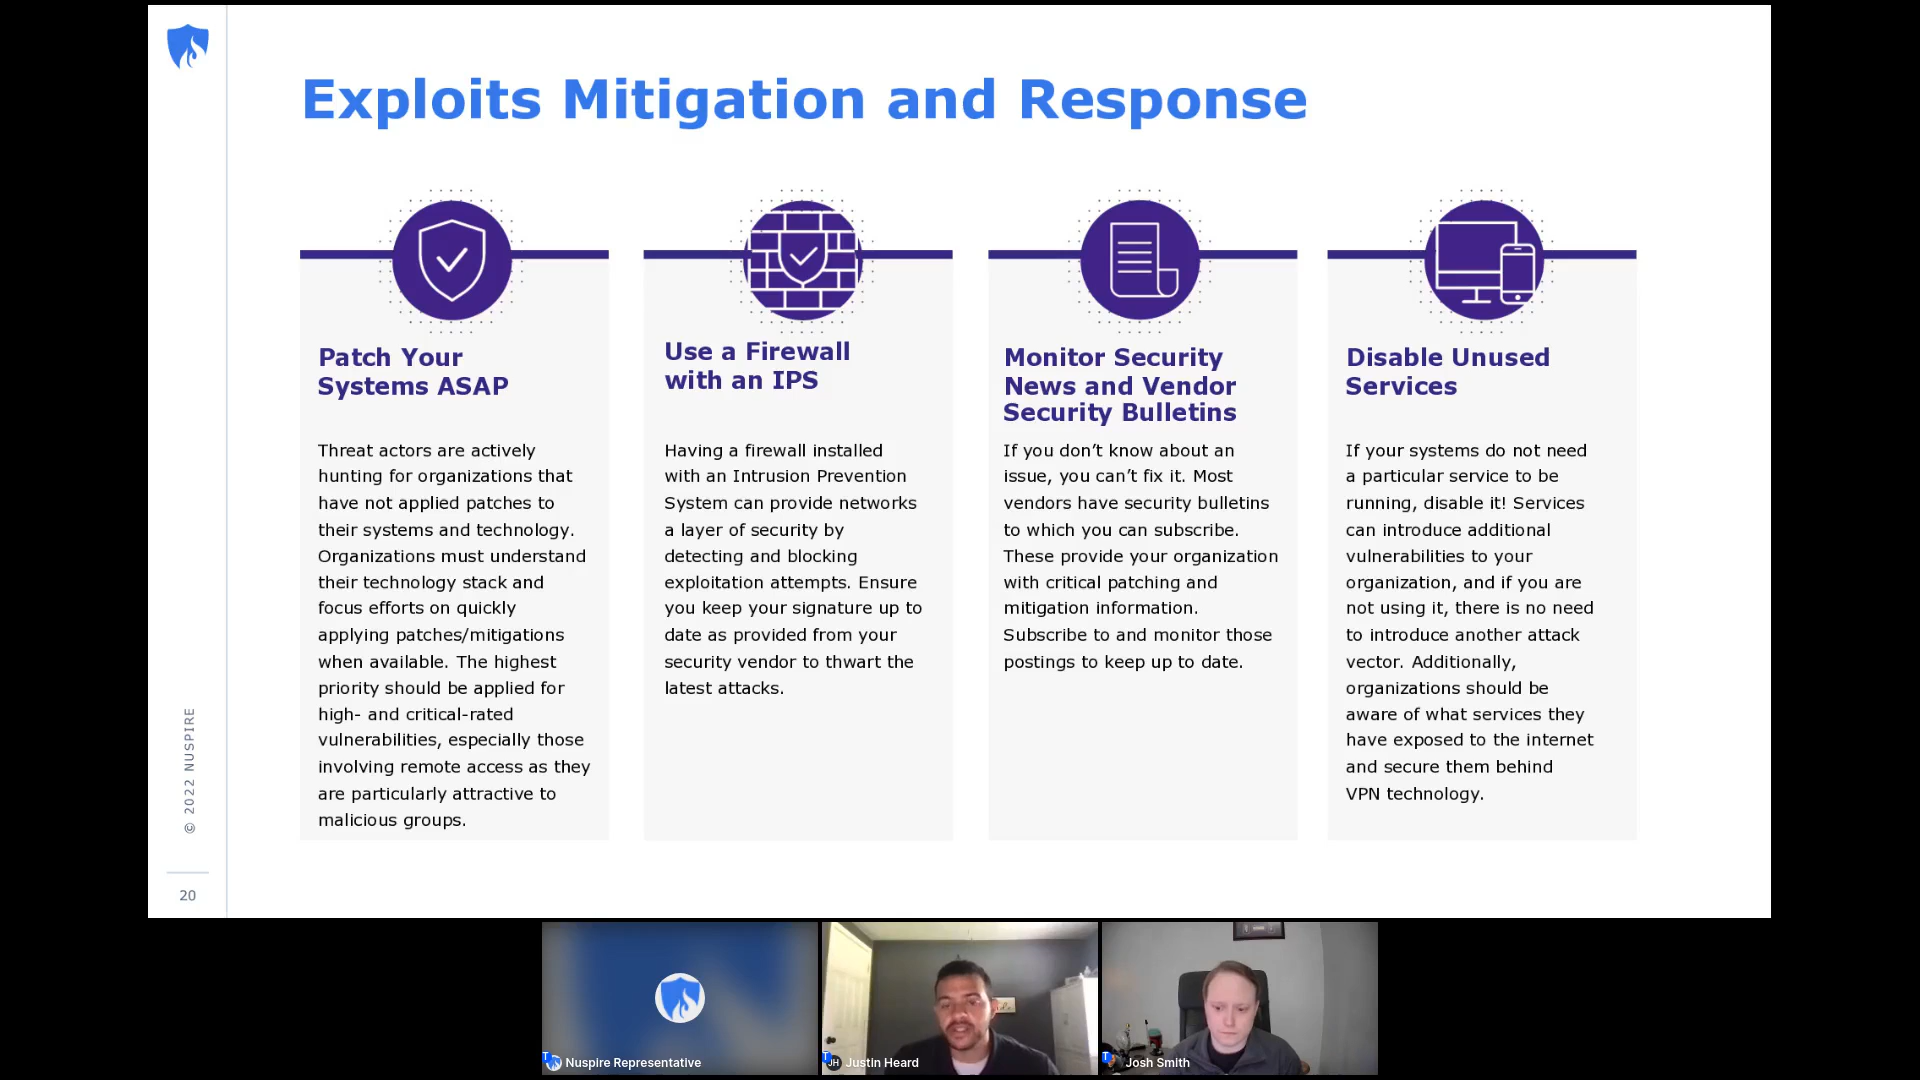 Exploits Mitigation and Response
Patch Your
Systems ASAP
Threat actors are actively
hunting for organizations that
have not applied patches to
their systems and technology.
Organizations must understand
their technology stack and
focus efforts on quickly
applying patches/mitigations
when available. The highest
priority should be applied for
high- and critical-rated
vulnerabilities, especially those
involving remote access as they
are particularly attractive to
malicious groups.
Use a Firewall
with an IPS
Having a firewall installed
with an Intrusion Prevention
System can provide networks
a layer of security by
detecting and blocking
exploitation attempts. Ensure
you keep your signature up to
date as provided from your
security vendor to thwart the
latest attacks.
Monitor Security
News and Vendor
Security Bulletins
If you don’t know about an
issue, you can’t fix it. Most
vendors have security bulletins
to which you can subscribe.
These provide your organization
with critical patching and
mitigation information.
Subscribe to and monitor those
postings to keep up to date.
Disable Unused
Services
If your systems do not need
a particular service to be
running, disable it! Services
can introduce additional
vulnerabilities to your
organization, and if you are
not using it, there is no need
to introduce another attack
vector. Additionally,
organizations should be
aware of what services they
have exposed to the internet
and secure them behind
VPN technology.
© 2022 NUSPIRE
20
T Nuspire Representative
T JH Justin Heard
T Josh Smith